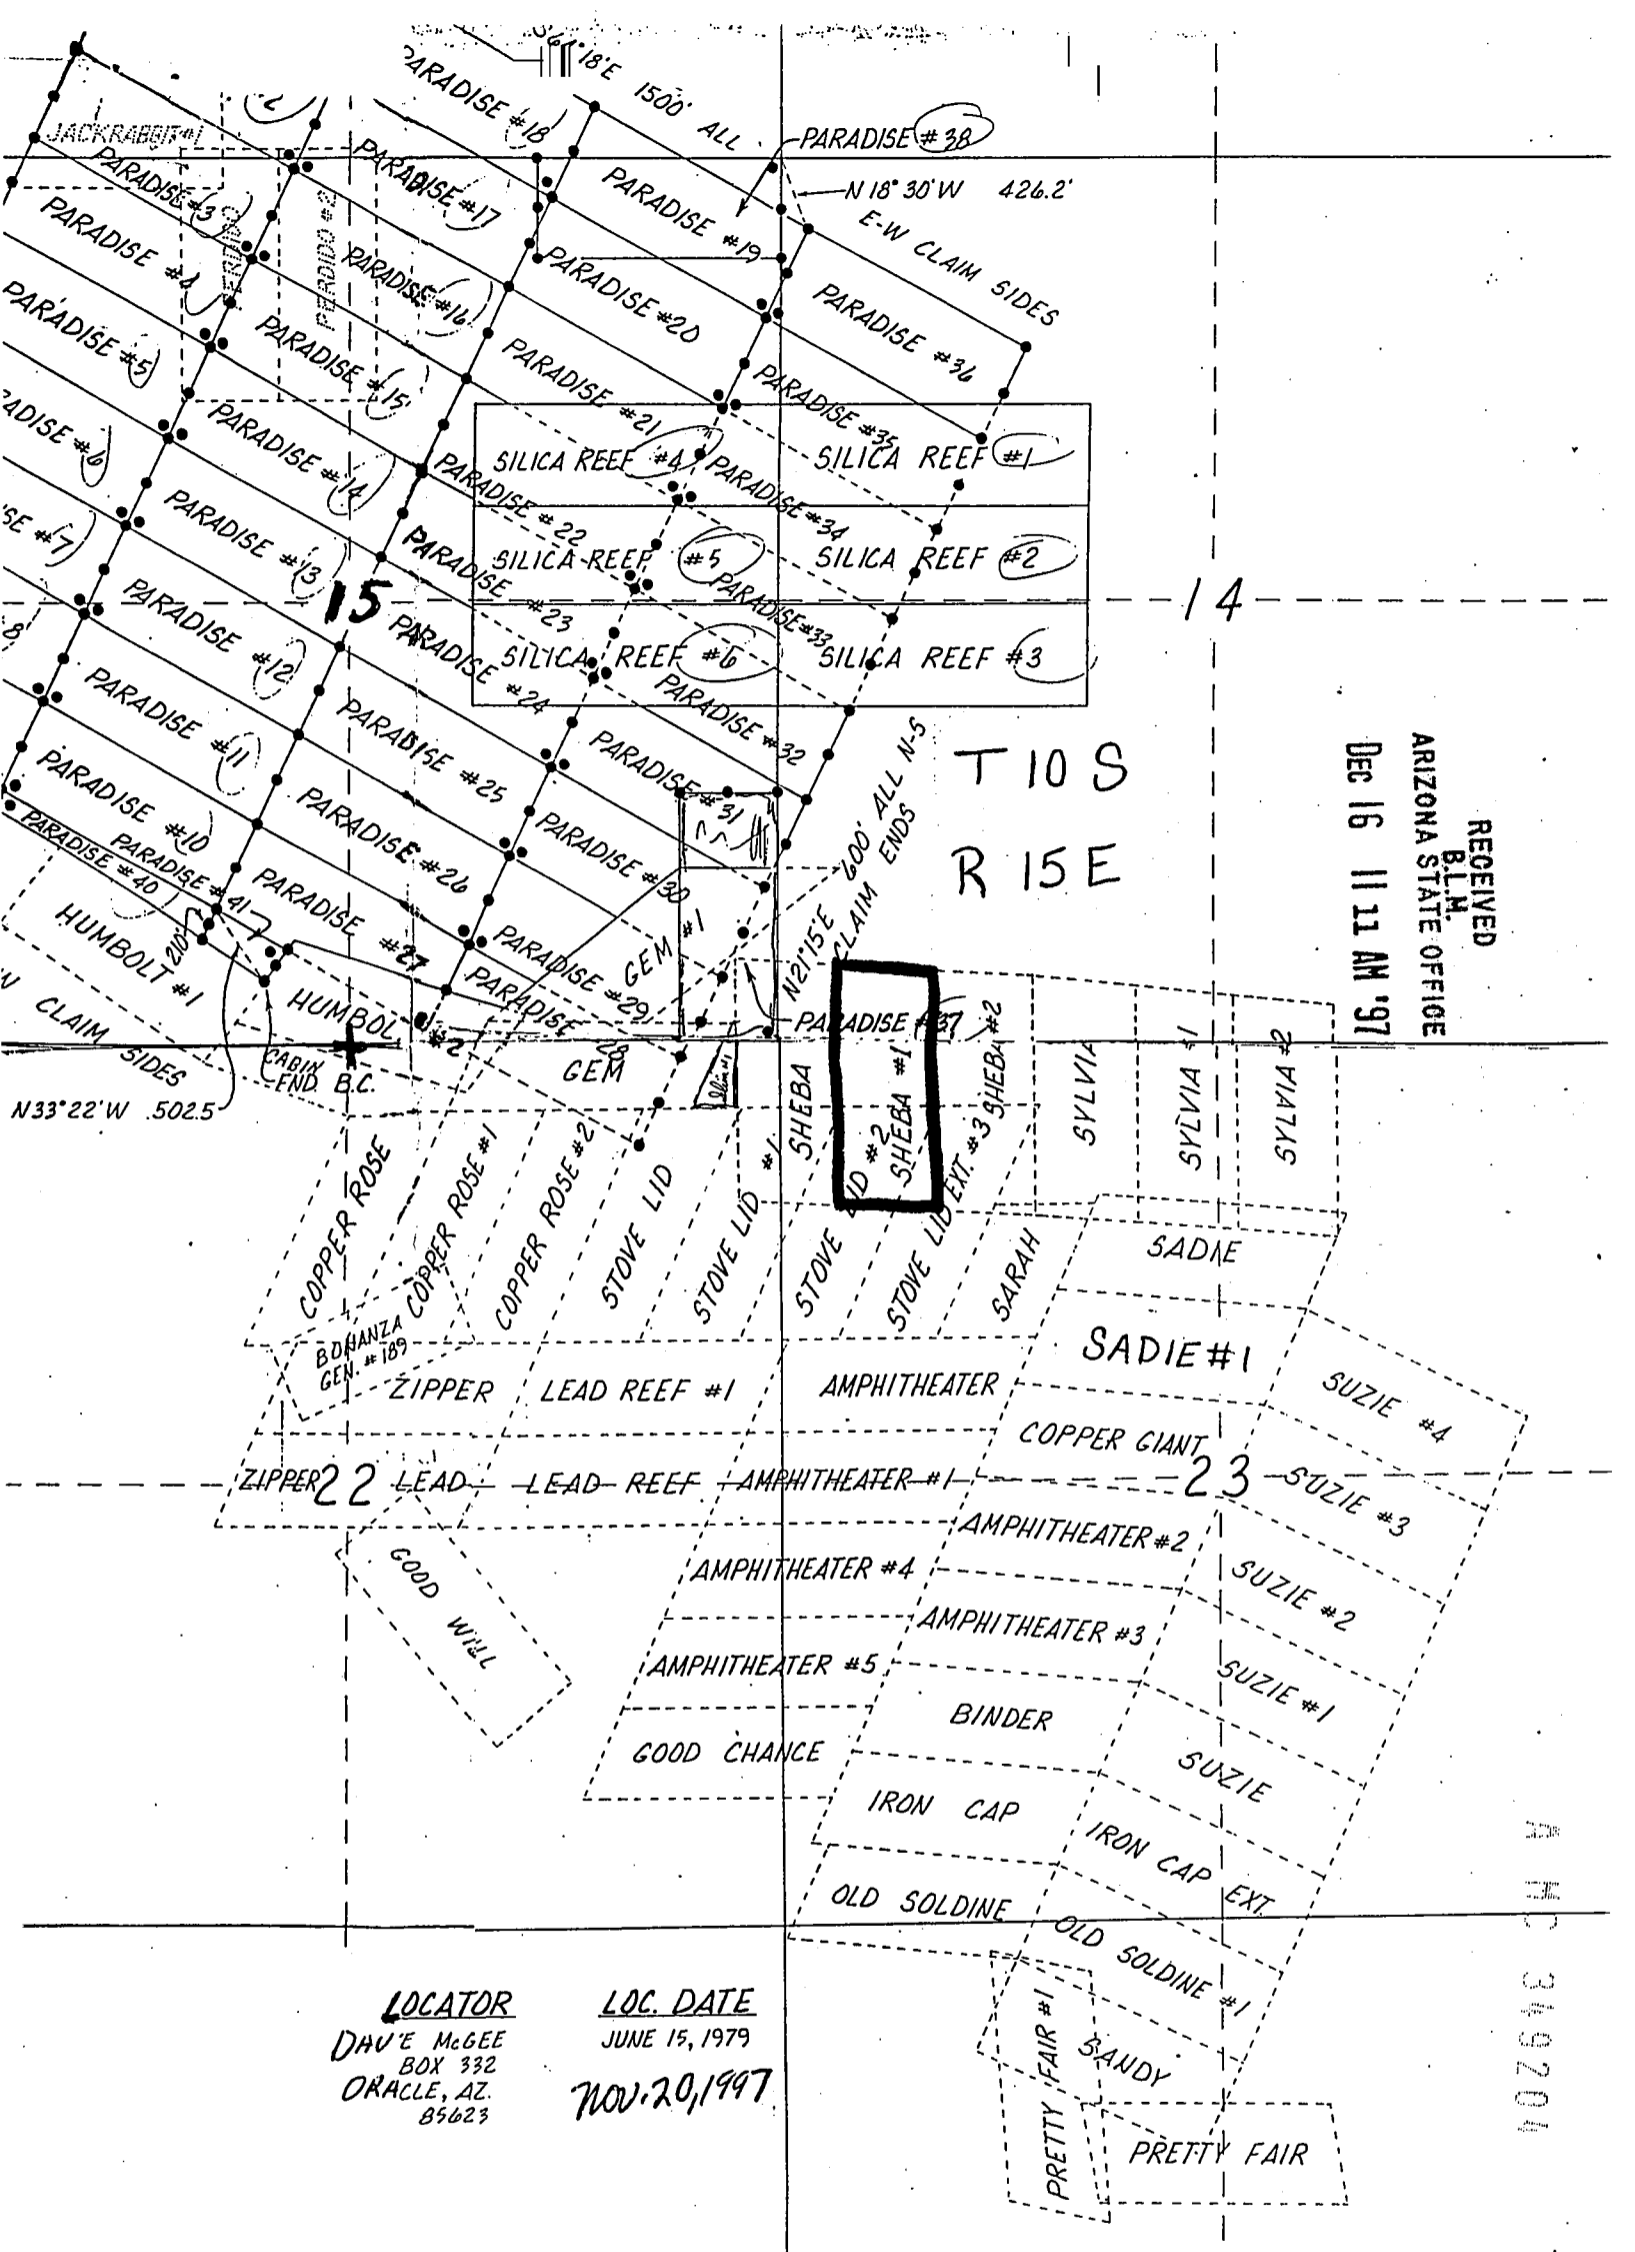 S61°18'E 1500' ALL
E-W CLAIM SIDES
PARADISE #38
N 18° 30' W 426.2'
PARADISE #18
JACKRABBIT #1
PARADISE #3
PARADISE #17
PARADISE #19
PARADISE #4
PERDIDO
PERDIDO #2
PARADISE #16
PARADISE #20
PARADISE #36
PARADISE #5
PARADISE #15
PARADISE #21
PARADISE #35
ADISE #6
PARADISE #14
PARADISE #22
PARADISE #34
SILICA REEF #4
SILICA REEF #1
SE #7
PARADISE #13
PARADISE #23
PARADISE #33
SILICA REEF #5
SILICA REEF #2
15
14
8
PARADISE #12
PARADISE #24
PARADISE #32
SILICA REEF #6
SILICA REEF #3
PARADISE #11
PARADISE #25
PARADISE #31
PARADISE #10
PARADISE #26
PARADISE #30
PARADISE #40
PARADISE #41
PARADISE #27
PARADISE #29
PARADISE 28
T 10 S
R 15 E
N21°15'E 600' ALL N-S
CLAIM ENDS
RECEIVED
B.L.M.
ARIZONA STATE OFFICE
DEC 16 11 11 AM '97
HUMBOLT #1
210'
HUMBOL #2
W CLAIM SIDES
CABIN
END. B.C.
N33°22'W 502.5
GEM #1
GEM
PARADISE #37
SHEBA
SHEBA #1
SHEBA #2
SYLVIA
SYLVIA #1
SYLVIA #2
COPPER ROSE
COPPER ROSE #1
COPPER ROSE #2
STOVE LID
STOVE LID #1
STOVE LID #2
STOVE LID EXT. #3
SARAH
SADIE
BONANZA
GEN. #189
SADIE #1
SUZIE #4
ZIPPER
LEAD REEF #1
AMPHITHEATER
COPPER GIANT
ZIPPER
22
LEAD
LEAD REEF
AMPHITHEATER #1
23
SUZIE #3
GOOD WILL
AMPHITHEATER #4
AMPHITHEATER #2
SUZIE #2
AMPHITHEATER #3
AMPHITHEATER #5
SUZIE #1
BINDER
GOOD CHANCE
SUZIE
IRON CAP
IRON CAP EXT.
OLD SOLDINE
OLD SOLDINE #1
SANDY
PRETTY FAIR #1
PRETTY FAIR
LOCATOR
DAVE McGEE
BOX 332
ORACLE, AZ.
85623
LOC. DATE
JUNE 15, 1979
NOV. 20, 1997
A MC 349204